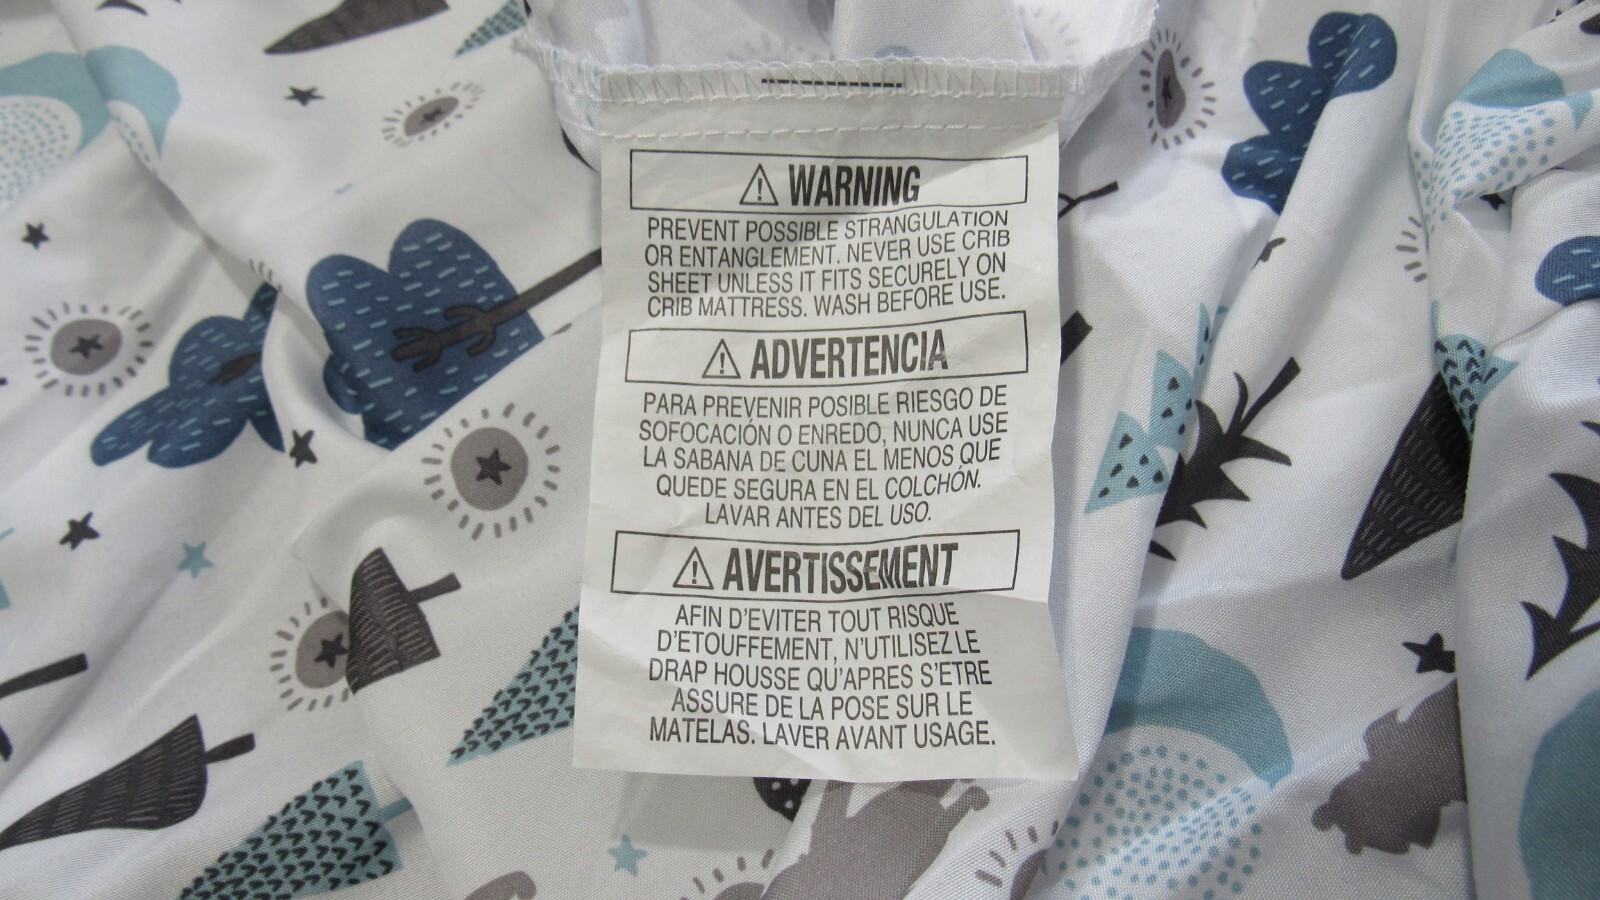 ⚠ WARNING
PREVENT POSSIBLE STRANGULATION
OR ENTANGLEMENT. NEVER USE CRIB
SHEET UNLESS IT FITS SECURELY ON
CRIB MATTRESS. WASH BEFORE USE.
⚠ ADVERTENCIA
PARA PREVENIR POSIBLE RIESGO DE
SOFOCACIÓN O ENREDO, NUNCA USE
LA SABANA DE CUNA EL MENOS QUE
QUEDE SEGURA EN EL COLCHÓN.
LAVAR ANTES DEL USO.
⚠ AVERTISSEMENT
AFIN D'EVITER TOUT RISQUE
D'ETOUFFEMENT, N'UTILISEZ LE
DRAP HOUSSE QU'APRES S'ETRE
ASSURE DE LA POSE SUR LE
MATELAS. LAVER AVANT USAGE.